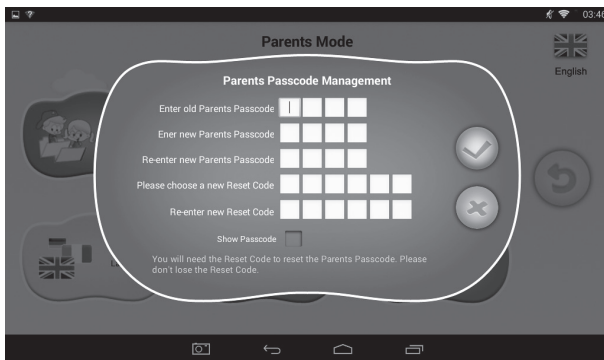 03:46
Parents Mode
English
Parents Passcode Management
Enter old Parents Passcode
Ener new Parents Passcode
Re-enter new Parents Passcode
Please choose a new Reset Code
Re-enter new Reset Code
Show Passcode
You will need the Reset Code to reset the Parents Passcode. Please
don't lose the Reset Code.